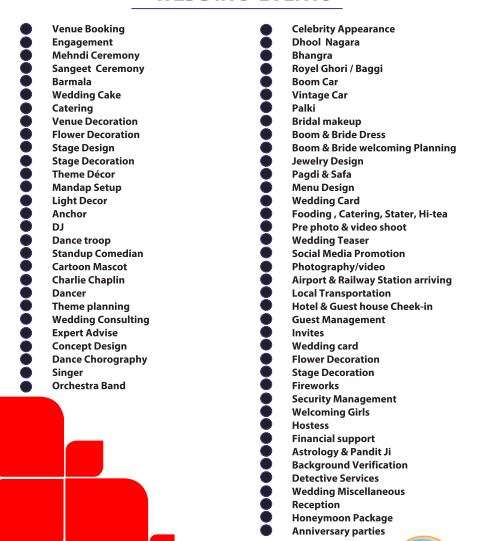 Venue Booking
Engagement
Mehndi Ceremony
Sangeet Ceremony
Barmala
Wedding Cake
Catering
Venue Decoration
Flower Decoration
Stage Design
Stage Decoration
Theme Décor
Mandap Setup
Light Decor
Anchor
DJ
Dance troop
Standup Comedian
Cartoon Mascot
Charlie Chaplin
Dancer
Theme planning
Wedding Consulting
Expert Advise
Concept Design
Dance Chorography
Singer
Orchestra Band
Celebrity Appearance
Dhool Nagara
Bhangra
Royel Ghori / Baggi
Boom Car
Vintage Car
Palki
Bridal makeup
Boom & Bride Dress
Boom & Bride welcoming Planning
Jewelry Design
Pagdi & Safa
Menu Design
Wedding Card
Fooding , Catering, Stater, Hi-tea
Pre photo & video shoot
Wedding Teaser
Social Media Promotion
Photography/video
Airport & Railway Station arriving
Local Transportation
Hotel & Guest house Cheek-in
Guest Management
Invites
Wedding card
Flower Decoration
Stage Decoration
Fireworks
Security Management
Welcoming Girls
Hostess
Financial support
Astrology & Pandit Ji
Background Verification
Detective Services
Wedding Miscellaneous
Reception
Honeymoon Package
Anniversary parties